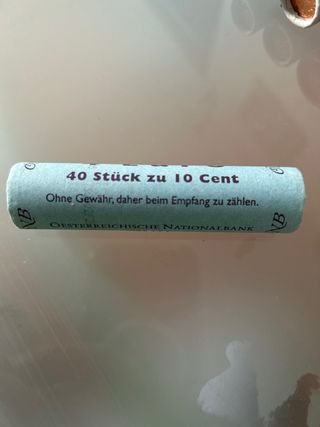 40 Stück zu 10 Cent
Ohne Gewähr, daher beim Empfang zu zählen.
OESTERREICHISCHE NATIONALBANK